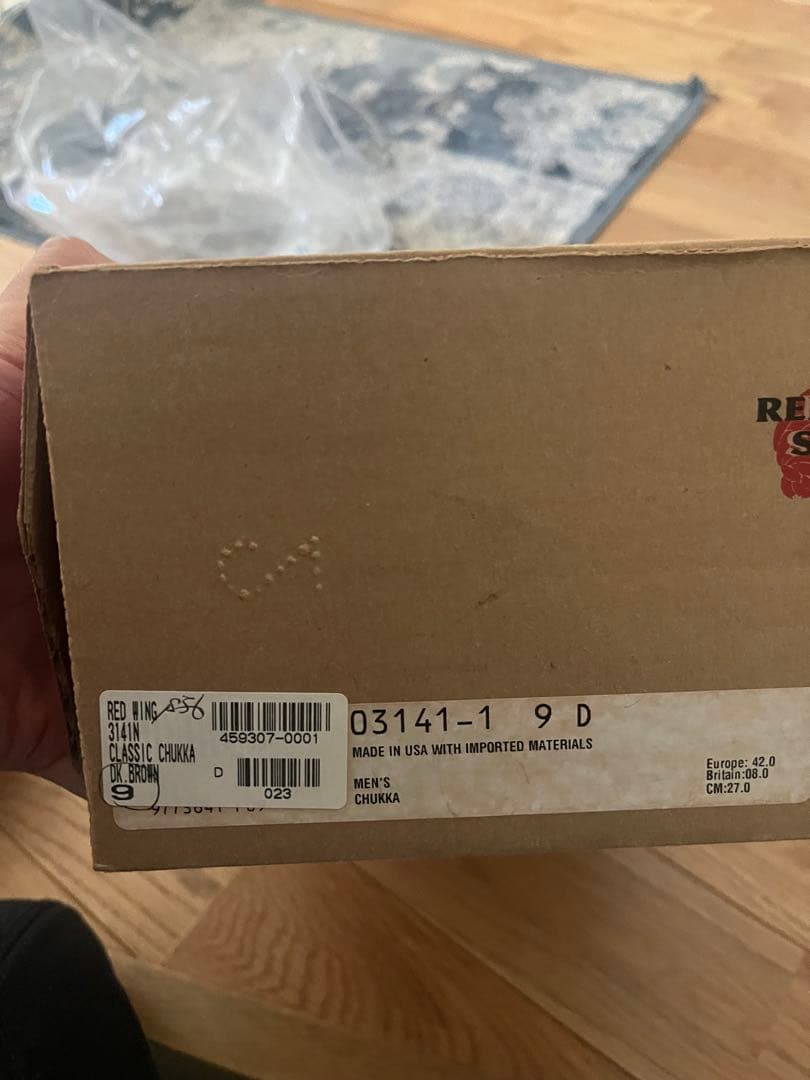 RE
S
RED WING
3141N
CLASSIC CHUKKA
DK.BROWN
9
459307-0001
D
023
03141-1 9 D
MADE IN USA WITH IMPORTED MATERIALS
MEN'S
CHUKKA
Europe: 42.0
Britain:08.0
CM:27.0